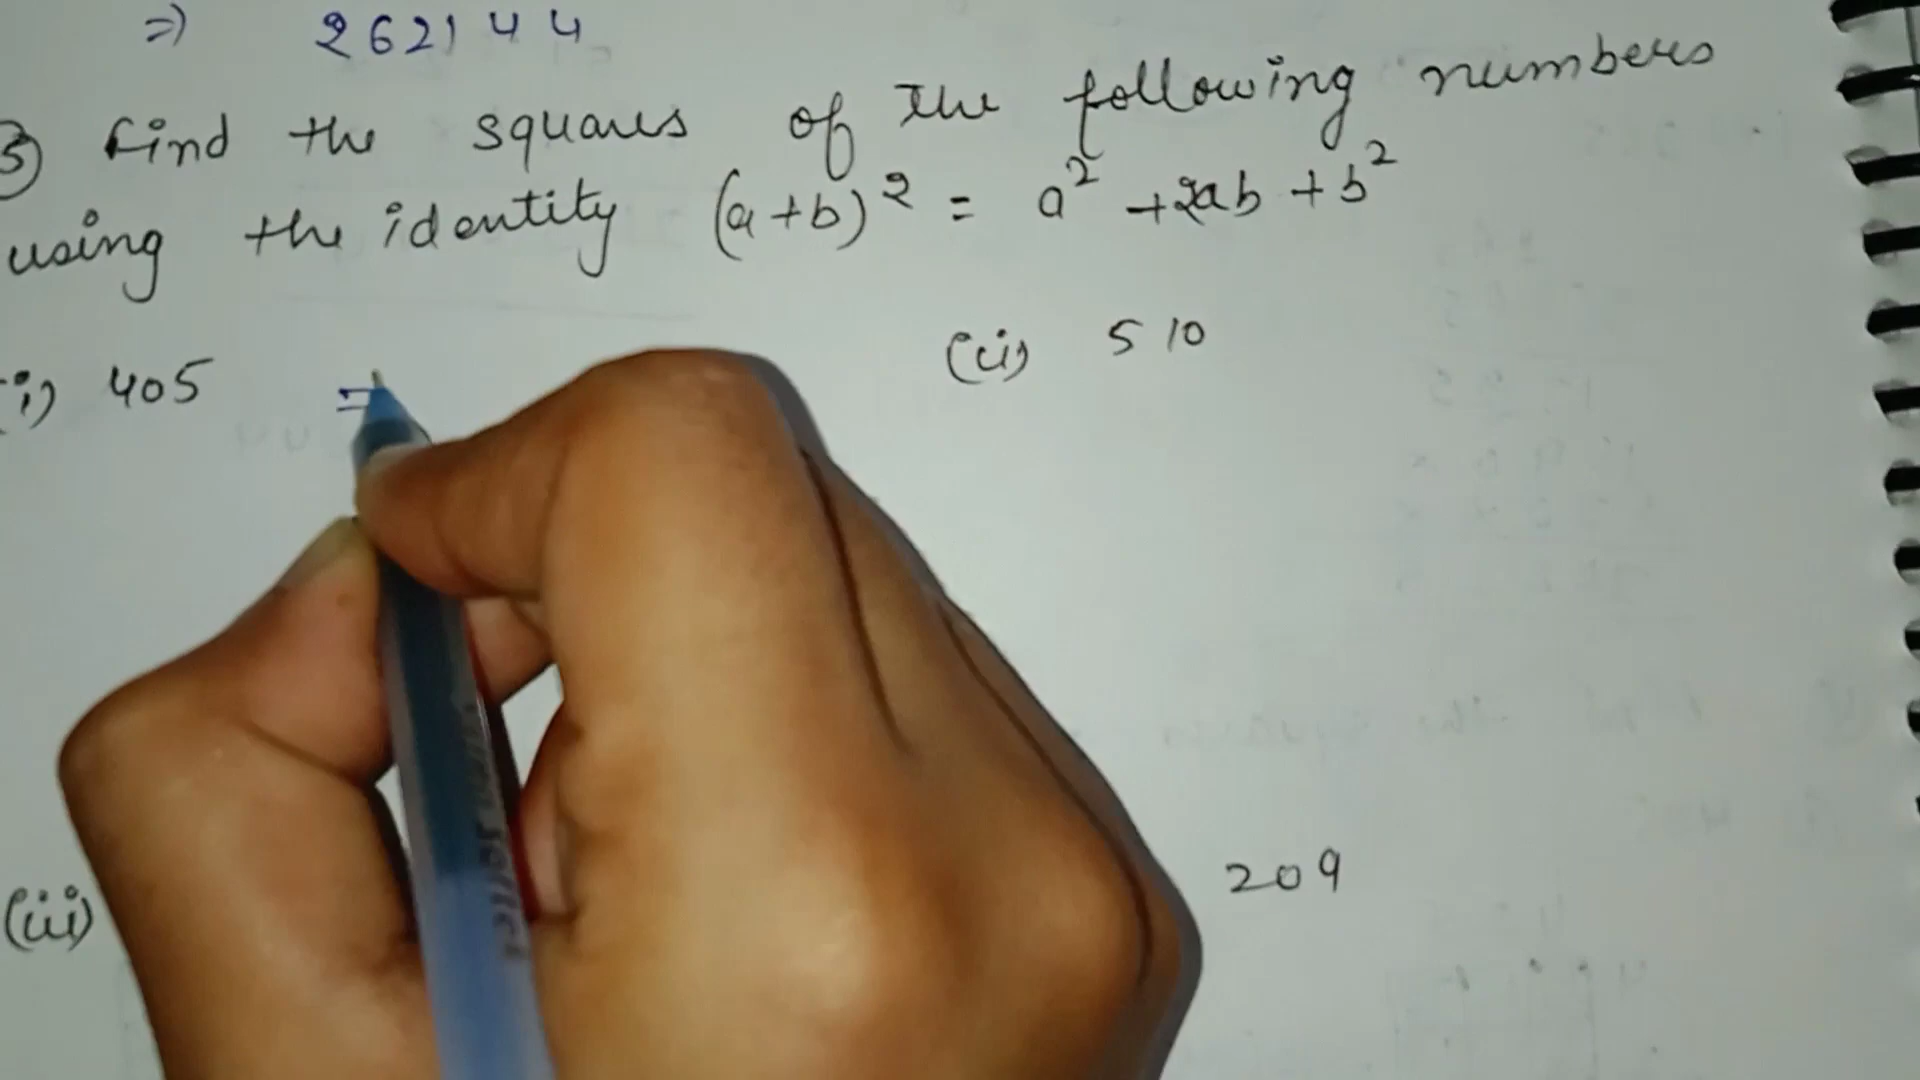 ⇒ 262144
5) Find the squares of the following numbers
using the identity (a+b)² = a² +2ab +b²
(i) 405 =
(ii) 510
(iii)
209